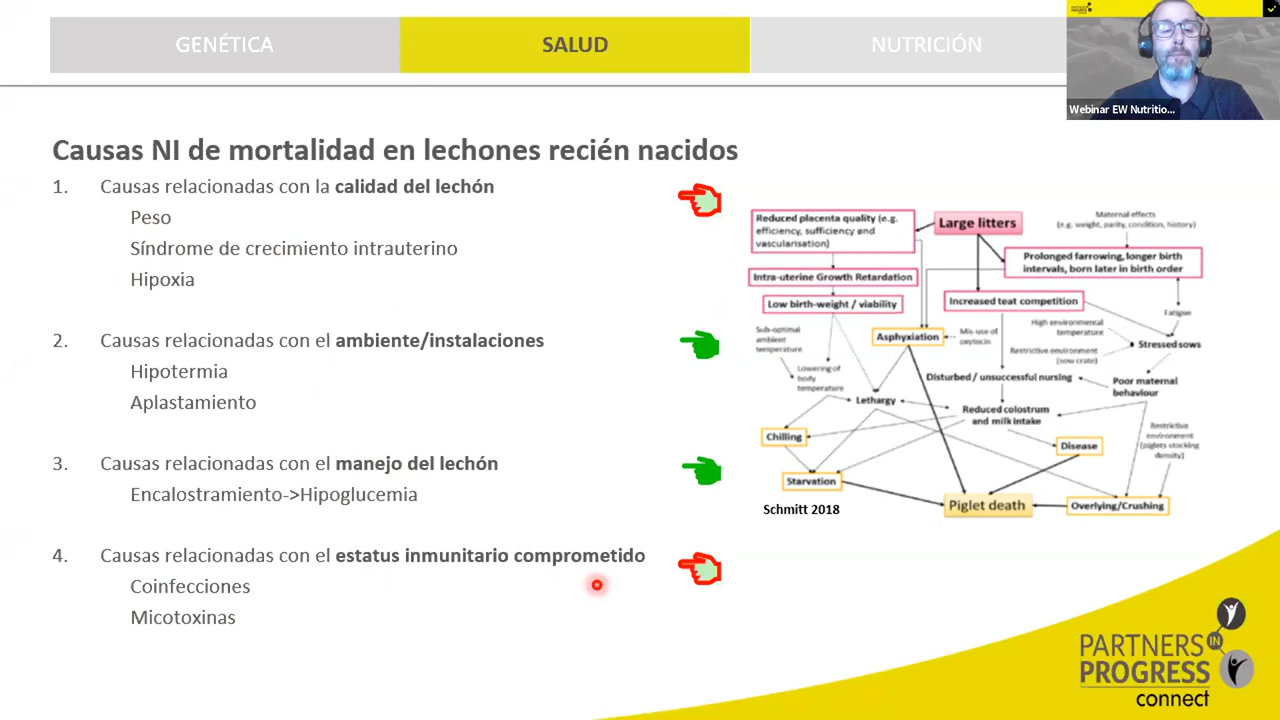 GENÉTICA
SALUD
NUTRICIÓN
Webinar EW Nutritio...
Causas NI de mortalidad en lechones recién nacidos
1. Causas relacionadas con la calidad del lechón
Peso
Síndrome de crecimiento intrauterino
Hipoxia
2. Causas relacionadas con el ambiente/instalaciones
Hipotermia
Aplastamiento
3. Causas relacionadas con el manejo del lechón
Encalostramiento->Hipoglucemia
4. Causas relacionadas con el estatus inmunitario comprometido
Coinfecciones
Micotoxinas
Reduced placenta quality (e.g.
efficiency, sufficiency and
vascularisation)
Large litters
Maternal effects
(e.g. weight, parity, condition, history)
Prolonged farrowing, longer birth
intervals, born later in birth order
Intra-uterine Growth Retardation
Low birth-weight / viability
Increased teat competition
Fatigue
Sub-optimal
ambient
temperature
Asphyxiation
Mis-use of
oxytocin
High environmental
temperature
Restrictive environment
(sow crate)
Stressed sows
Lowering of
body
temperature
Disturbed / unsuccessful nursing
Poor maternal
behaviour
Lethargy
Reduced colostrum
and milk intake
Chilling
Disease
Restrictive
environment
(piglets stocking
density)
Starvation
Piglet death
Overlying/Crushing
Schmitt 2018
PARTNERS
IN
PROGRESS
connect